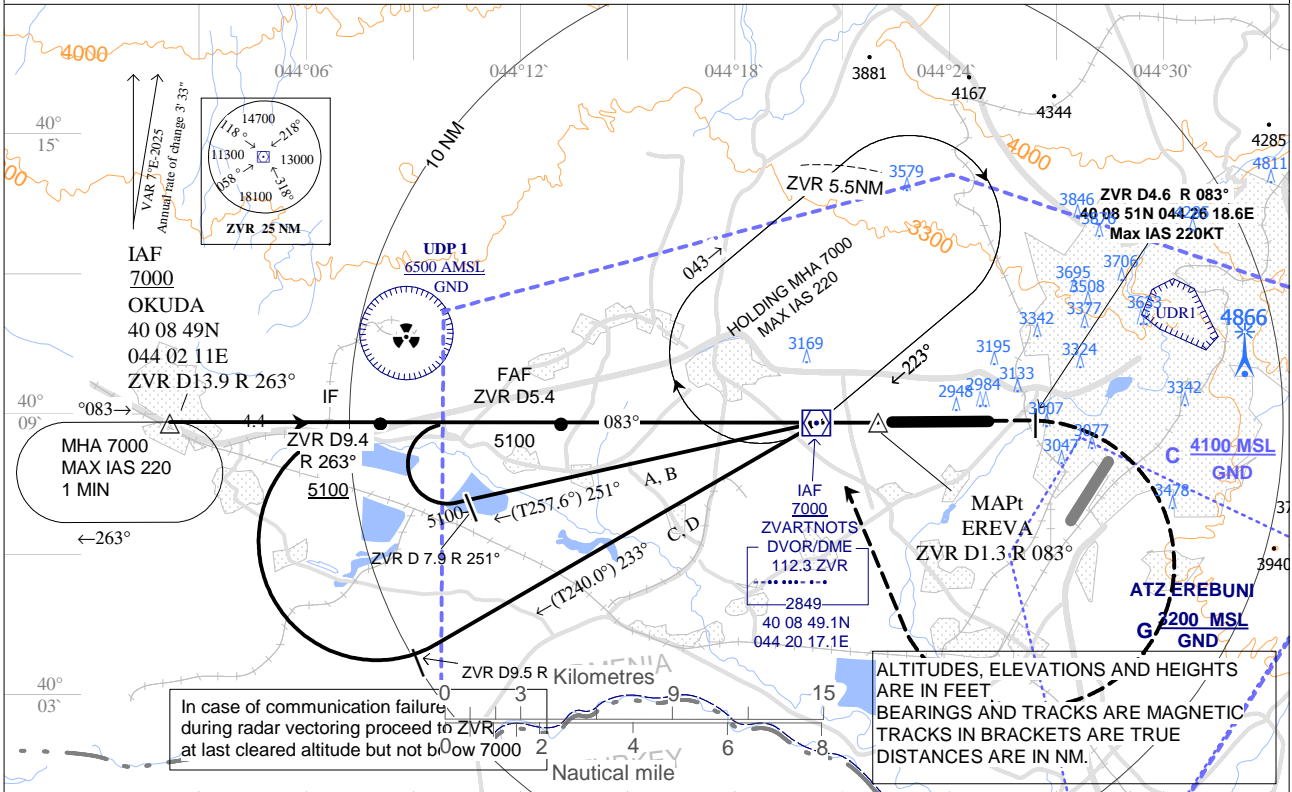 4000
044°06
044°12
044°18
044°24
044°30
3881
4167
4344
4285
4811
40°
15'
VAR 7°E-2025
Annual rate of change 3' 33"
14700
118 °
218°
11300
13000
058 °
318°
18100
ZVR 25 NM
10 NM
4000
ZVR 5.5NM
3579
3846
ZVR D4.6 R 083°
40 08 51N 044 26 18.6E
Max IAS 220KT
3300
IAF
7000
OKUDA
40 08 49N
044 02 11E
ZVR D13.9 R 263°
UDP 1
6500 AMSL
GND
043→
HOLDING MHA 7000
MAX IAS 220
←223°
3169
3706
3695
3508
3377
3342
3324
3195
3133
2984
2948
3007
3047
3077
3342
3478
UDR1
4866
C 4100 MSL
GND
40°
09'
°083→
4.1
IF
ZVR D9.4
R 263°
5100
FAF
ZVR D5.4
5100
083°
MHA 7000
MAX IAS 220
1 MIN
←263°
5100
←(T257.6°) 251° A, B
ZVR D 7.9 R 251°
←(T240.0°) 233° C, D
ZVR D9.5 R
IAF
7000
ZVARTNOTS
DVOR/DME
112.3 ZVR
2849
40 08 49.1N
044 20 17.1E
MAPt
EREVA
ZVR D1.3 R 083°
37
3940
ATZ EREBUNI
G 3200 MSL
GND
40°
03'
In case of communication failure
during radar vectoring proceed to ZVR
at last cleared altitude but not below 7000
Kilometres
0 3 9 15
0 2 6 8
Nautical mile
ALTITUDES, ELEVATIONS AND HEIGHTS
ARE IN FEET.
BEARINGS AND TRACKS ARE MAGNETIC
TRACKS IN BRACKETS ARE TRUE
DISTANCES ARE IN NM.